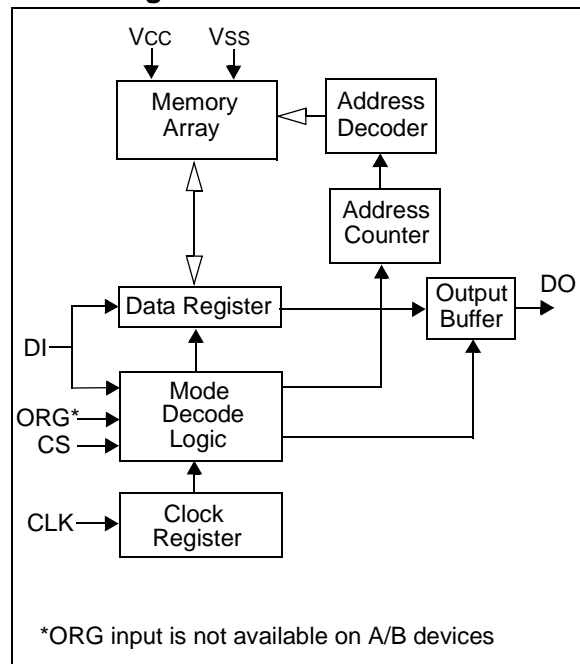 VCC VSS
Memory
Array
Address
Decoder
Address
Counter
Data Register
Output
Buffer
DO
DI
Mode
Decode
Logic
ORG*
CS
CLK
Clock
Register
*ORG input is not available on A/B devices